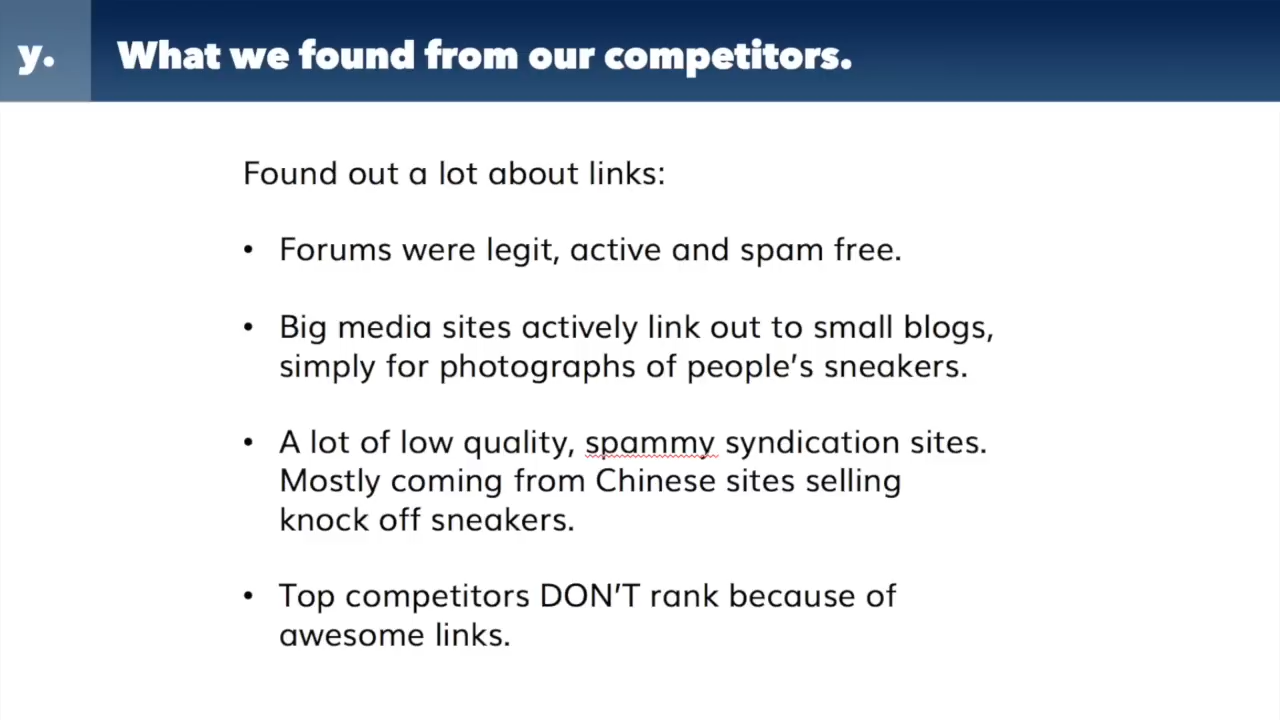 y.
What we found from our competitors.
Found out a lot about links:
• Forums were legit, active and spam free.
• Big media sites actively link out to small blogs,
simply for photographs of people's sneakers.
• A lot of low quality, spammy syndication sites.
Mostly coming from Chinese sites selling
knock off sneakers.
• Top competitors DON'T rank because of
awesome links.